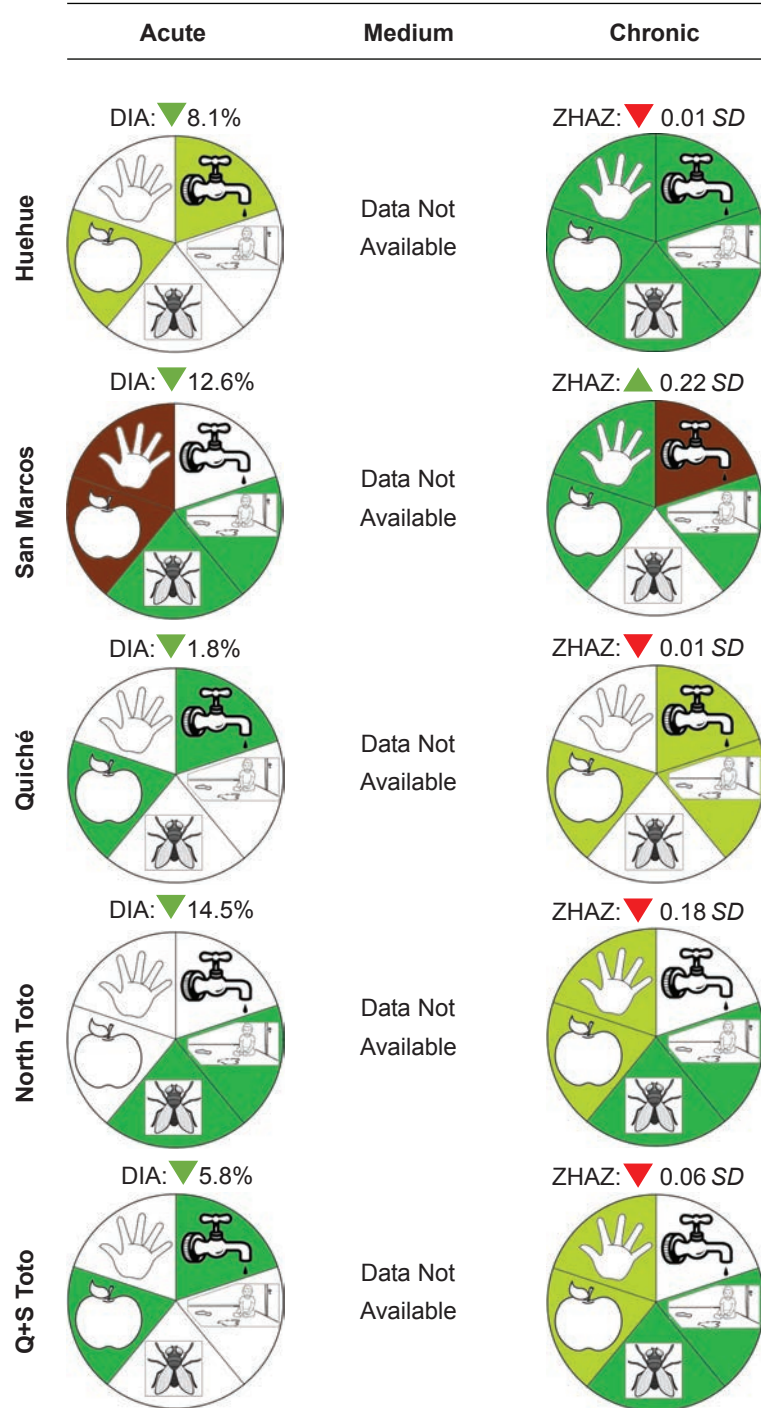 Acute Medium Chronic
DIA: 8.1% ZHAZ: 0.01 SD
Huehue
Data Not
Available
DIA: 12.6% ZHAZ: 0.22 SD
San Marcos
Data Not
Available
DIA: 1.8% ZHAZ: 0.01 SD
Quiché
Data Not
Available
DIA: 14.5% ZHAZ: 0.18 SD
North Toto
Data Not
Available
DIA: 5.8% ZHAZ: 0.06 SD
Q+S Toto
Data Not
Available